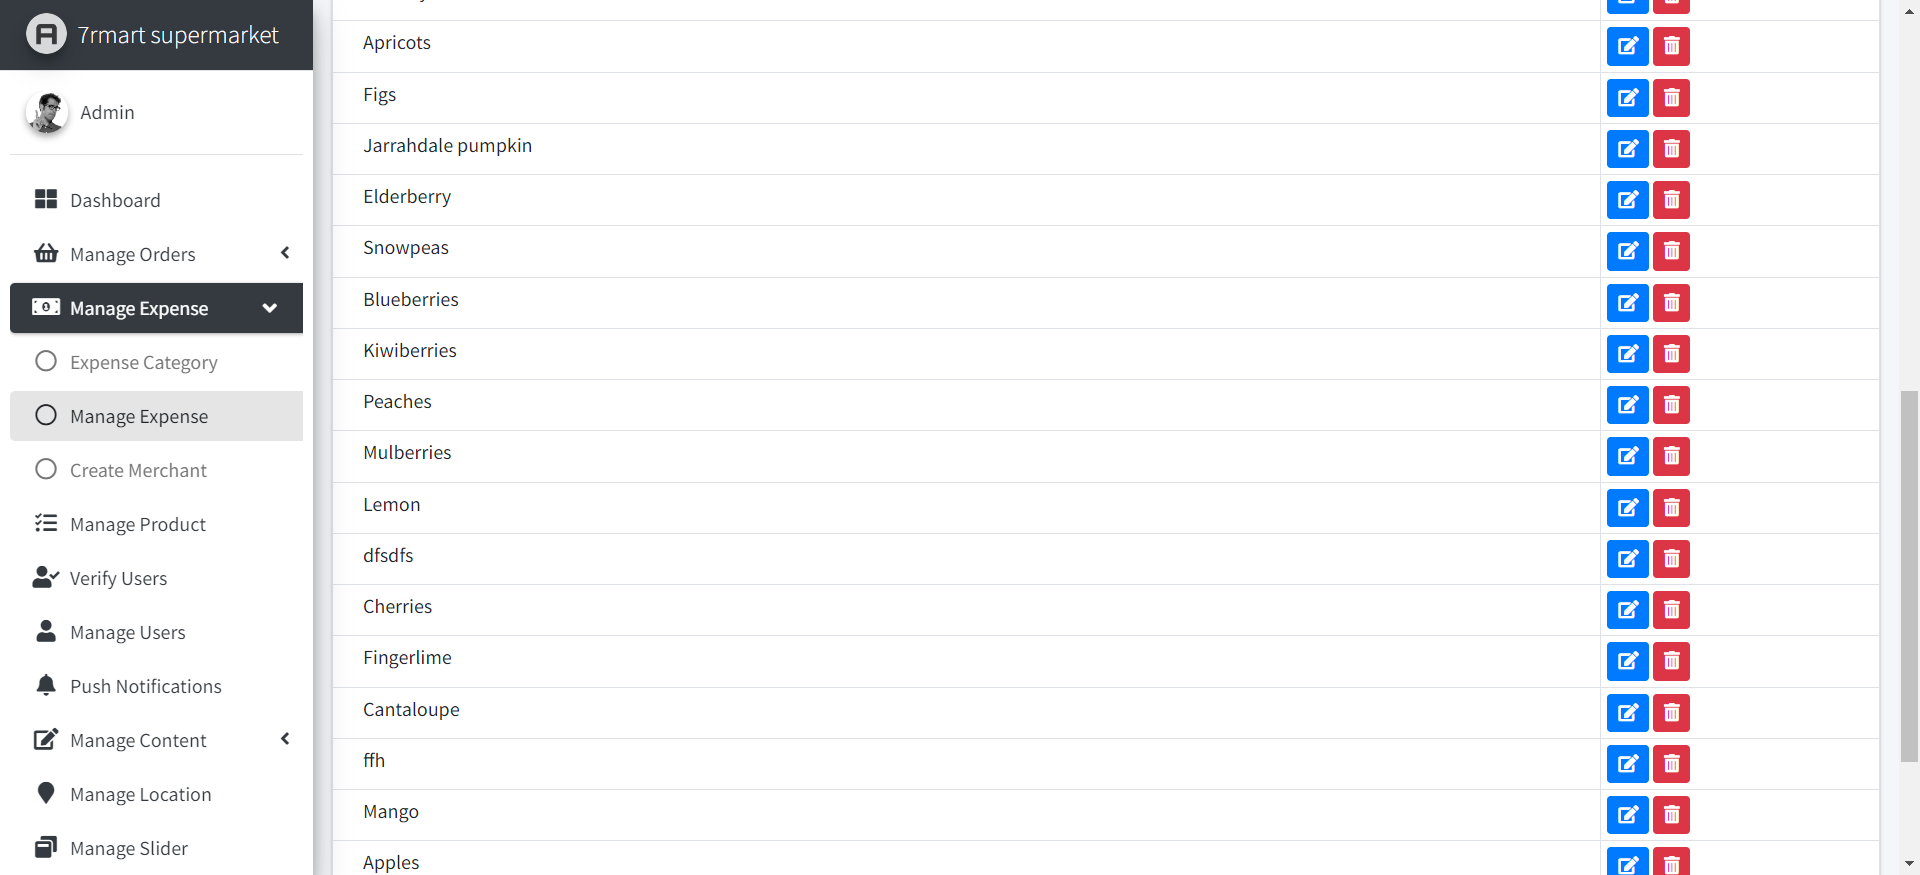 7rmart supermarket
Admin
Dashboard
Manage Orders
Manage Expense
Expense Category
Manage Expense
Create Merchant
Manage Product
Verify Users
Manage Users
Push Notifications
Manage Content
Manage Location
Manage Slider
Apricots
Figs
Jarrahdale pumpkin
Elderberry
Snowpeas
Blueberries
Kiwiberries
Peaches
Mulberries
Lemon
dfsdfs
Cherries
Fingerlime
Cantaloupe
ffh
Mango
Apples